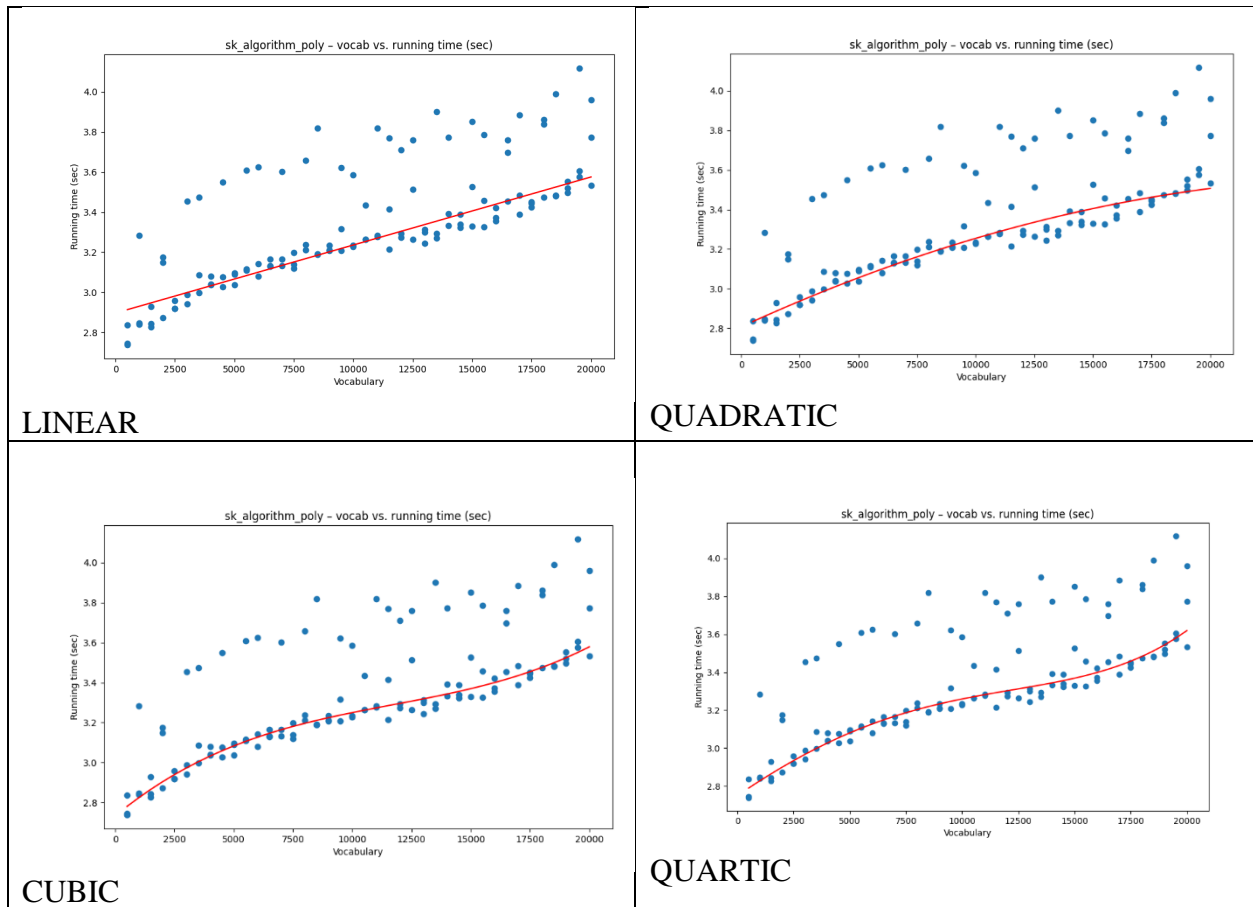 sk_algorithm_poly – vocab vs. running time (sec)
4.0
3.8
3.6
3.4
3.2
3.0
2.8
Running time (sec)
0 2500 5000 7500 10000 12500 15000 17500 20000
Vocabulary
LINEAR
sk_algorithm_poly – vocab vs. running time (sec)
4.0
3.8
3.6
3.4
3.2
3.0
2.8
Running time (sec)
0 2500 5000 7500 10000 12500 15000 17500 20000
Vocabulary
QUADRATIC
sk_algorithm_poly – vocab vs. running time (sec)
4.0
3.8
3.6
3.4
3.2
3.0
2.8
Running time (sec)
0 2500 5000 7500 10000 12500 15000 17500 20000
Vocabulary
CUBIC
sk_algorithm_poly – vocab vs. running time (sec)
4.0
3.8
3.6
3.4
3.2
3.0
2.8
Running time (sec)
0 2500 5000 7500 10000 12500 15000 17500 20000
Vocabulary
QUARTIC